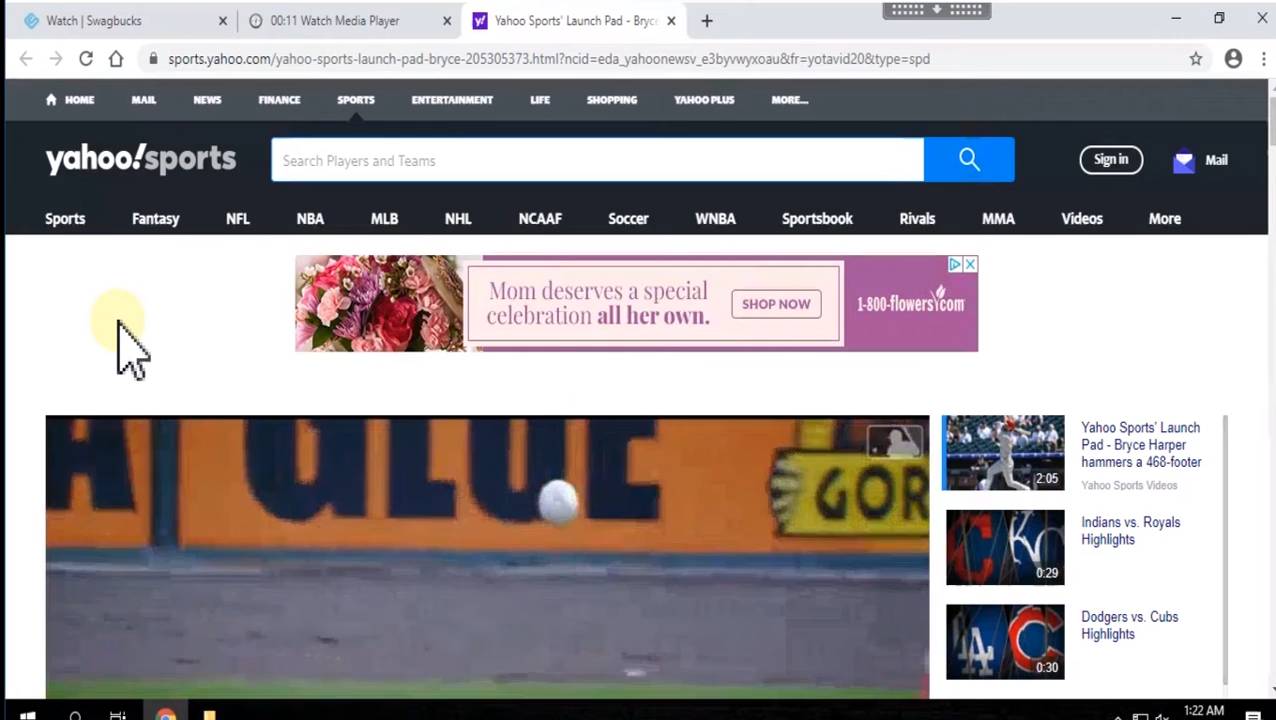 Watch | Swagbucks
00:11 Watch Media Player
Yahoo Sports' Launch Pad - Bryc
sports.yahoo.com/yahoo-sports-launch-pad-bryce-205305373.html?ncid=eda_yahoonewsv_e3byvwyxoau&fr=yotavid20&type=spd
HOME MAIL NEWS FINANCE SPORTS ENTERTAINMENT LIFE SHOPPING YAHOO PLUS MORE...
yahoo!sports
Search Players and Teams
Sign in
Mail
Sports Fantasy NFL NBA MLB NHL NCAAF Soccer WNBA Sportsbook Rivals MMA Videos More
Mom deserves a special
celebration all her own.
SHOP NOW
1-800-flowers.com
A GLUE
GOR
Yahoo Sports' Launch
Pad - Bryce Harper
hammers a 468-footer
Yahoo Sports Videos
2:05
Indians vs. Royals
Highlights
0:29
Dodgers vs. Cubs
Highlights
0:30
1:22 AM